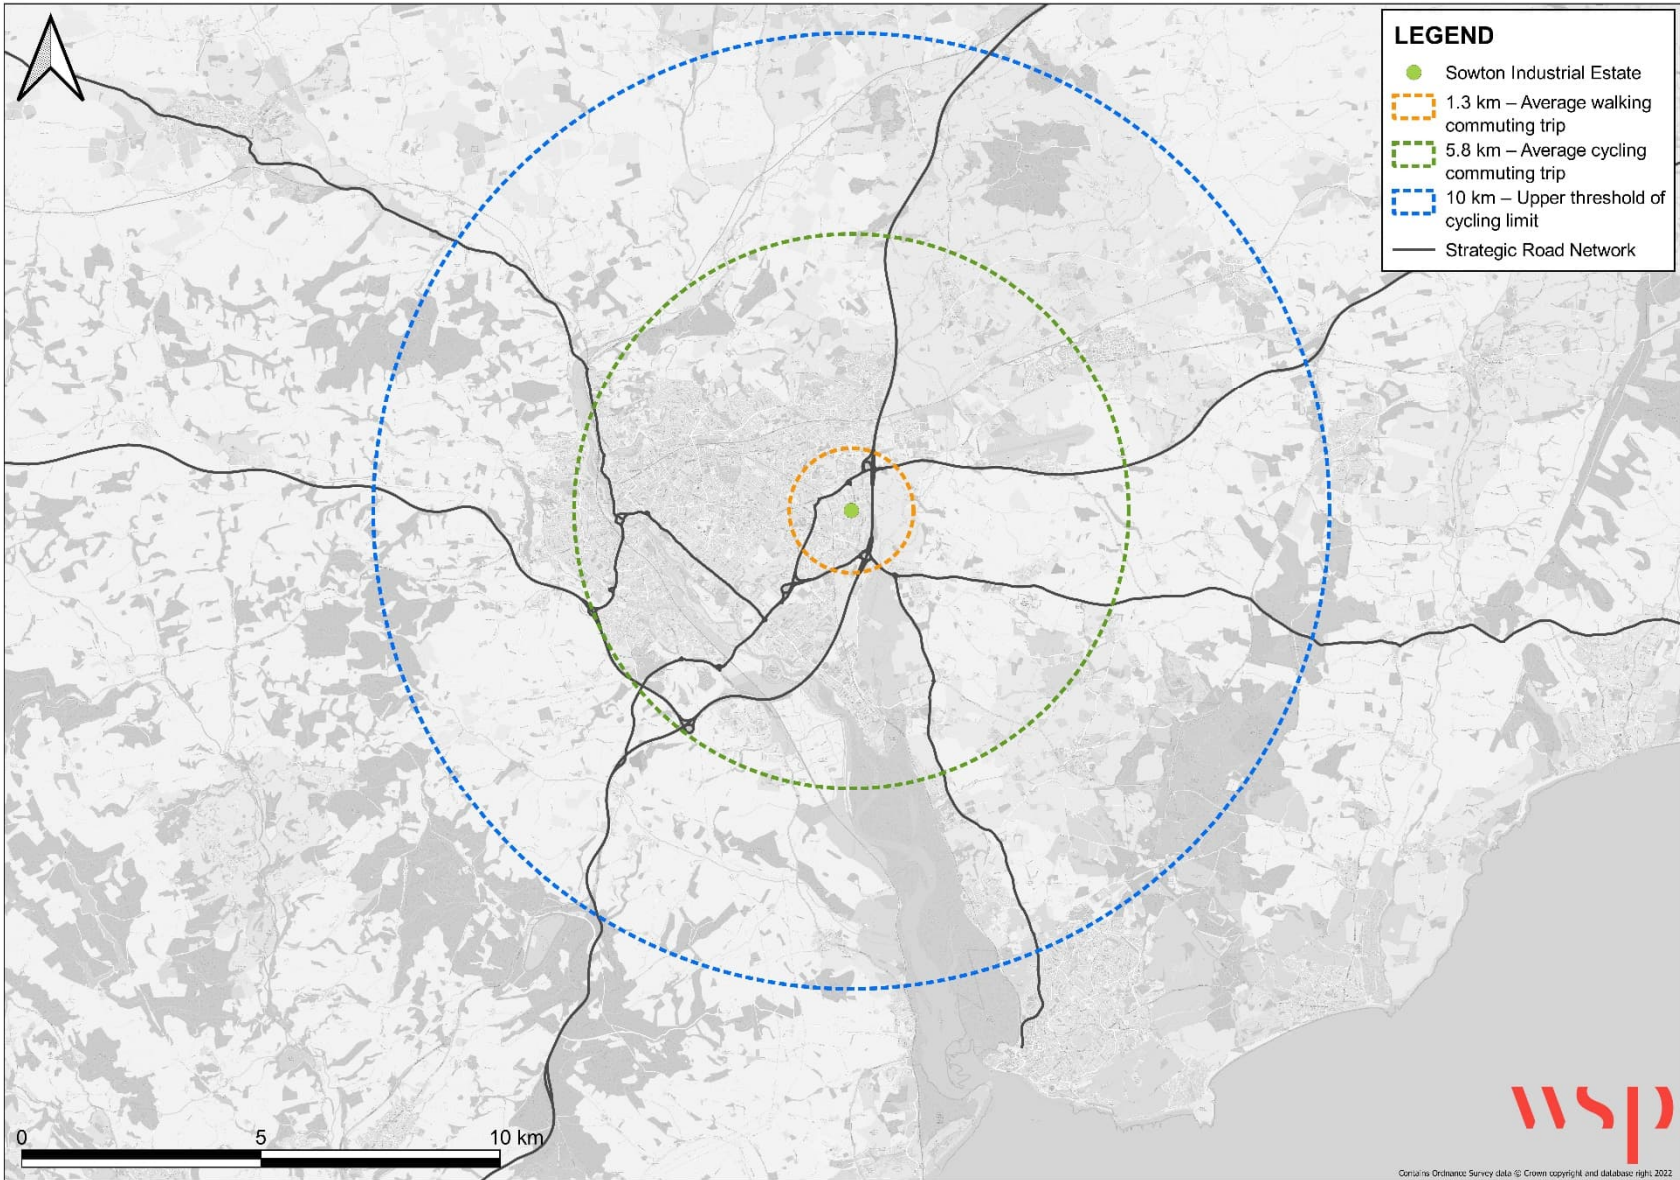 LEGEND
Sowton Industrial Estate
1.3 km – Average walking
commuting trip
5.8 km – Average cycling
commuting trip
10 km – Upper threshold of
cycling limit
Strategic Road Network
0 5 10 km
wsp
Contains Ordnance Survey data © Crown copyright and database right 2022